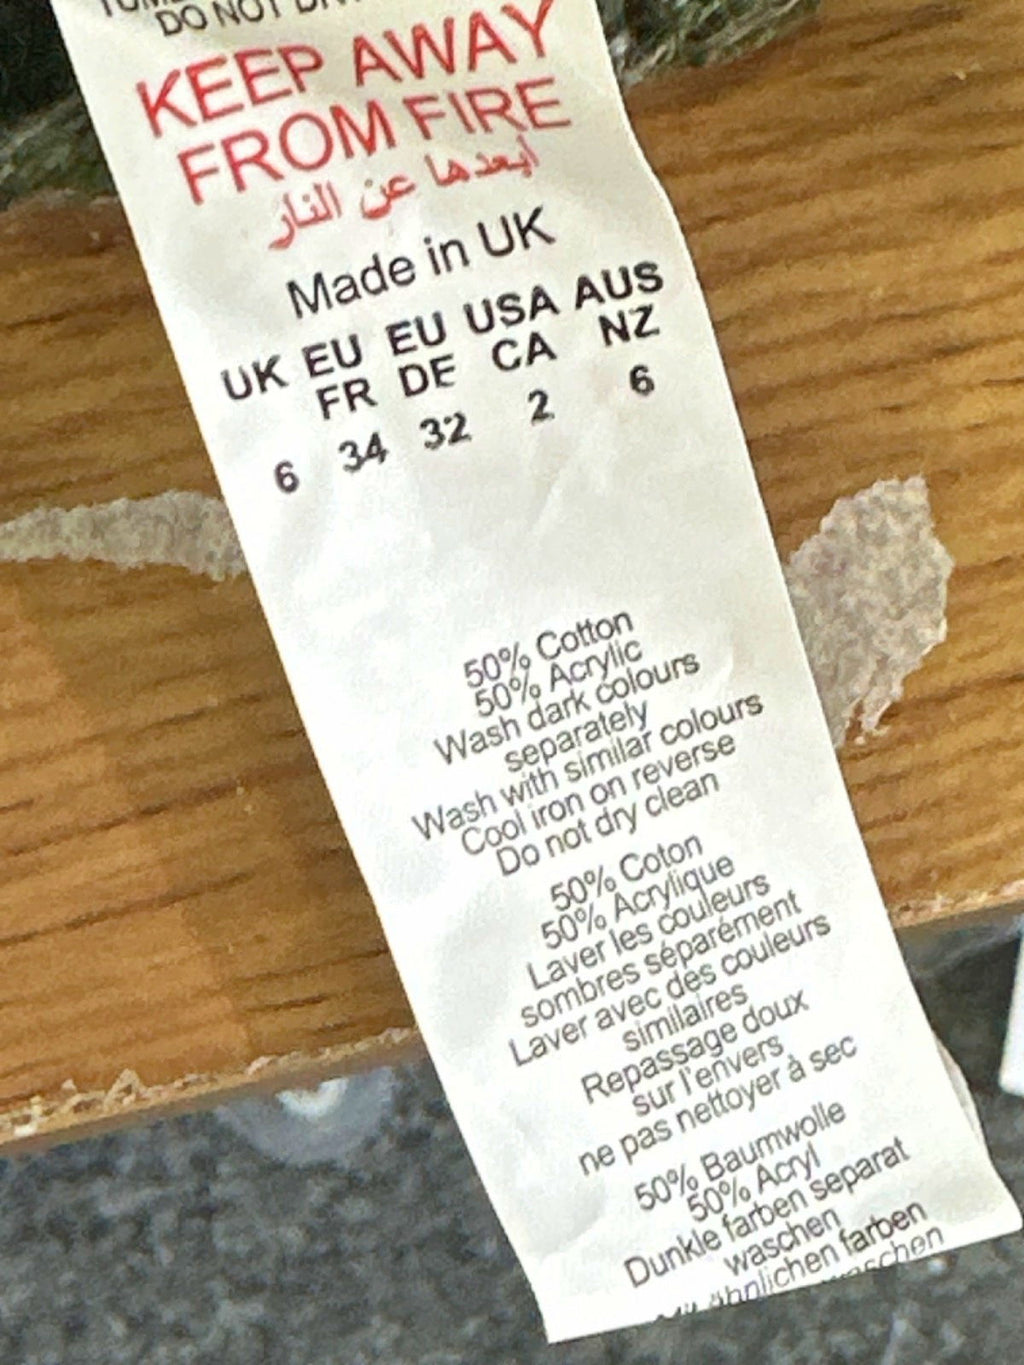 DO NOT
KEEP AWAY
FROM FIRE
أبعدها عن النار
Made in UK
UK EU EU USA AUS
FR DE CA NZ
6 34 32 2 6
50% Cotton
50% Acrylic
Wash dark colours
separately
Wash with similar colours
Cool iron on reverse
Do not dry clean
50% Coton
50% Acrylique
Laver les couleurs
sombres séparément
Laver avec des couleurs
similaires
Repassage doux
sur l'envers
ne pas nettoyer à sec
50% Baumwolle
50% Acryl
Dunkle farben separat
waschen
ähnlichen farben